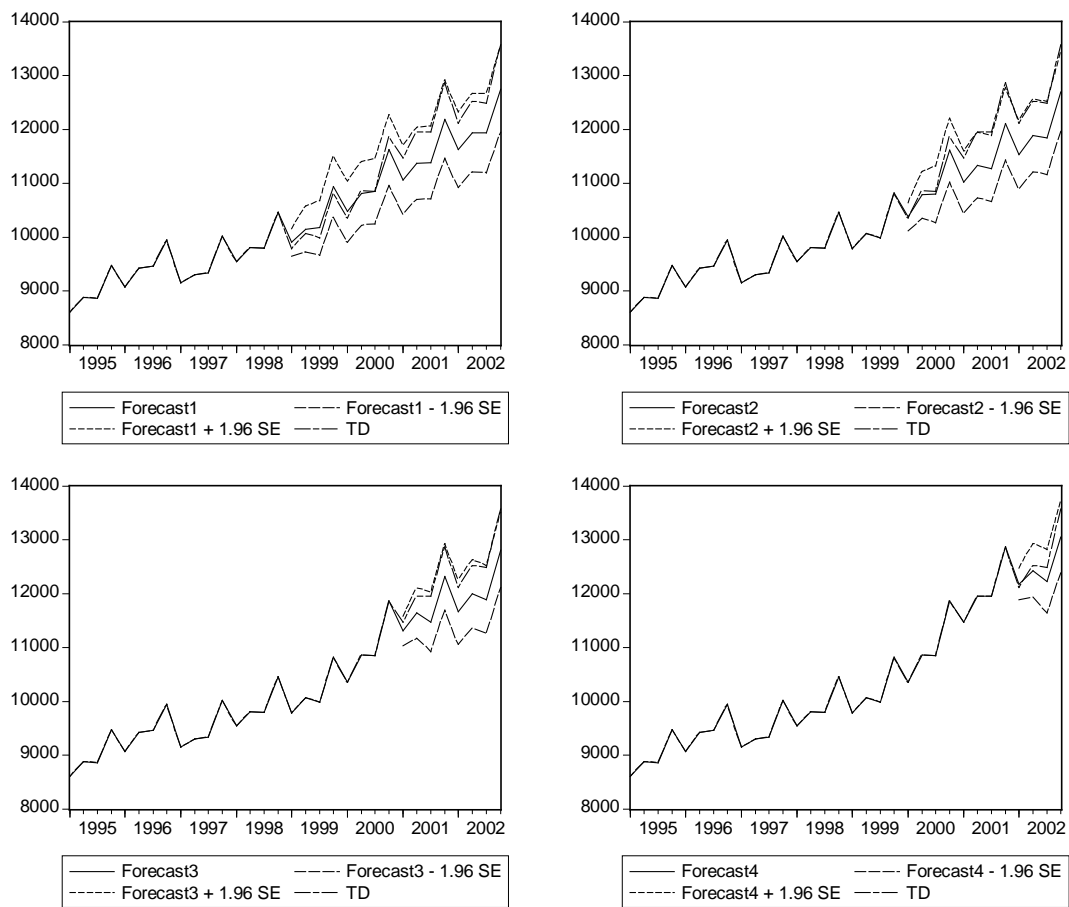 14000
13000
12000
11000
10000
9000
8000
1995 1996 1997 1998 1999 2000 2001 2002
Forecast1 Forecast1 - 1.96 SE
Forecast1 + 1.96 SE TD
14000
13000
12000
11000
10000
9000
8000
1995 1996 1997 1998 1999 2000 2001 2002
Forecast2 Forecast2 - 1.96 SE
Forecast2 + 1.96 SE TD
14000
13000
12000
11000
10000
9000
8000
1995 1996 1997 1998 1999 2000 2001 2002
Forecast3 Forecast3 - 1.96 SE
Forecast3 + 1.96 SE TD
14000
13000
12000
11000
10000
9000
8000
1995 1996 1997 1998 1999 2000 2001 2002
Forecast4 Forecast4 - 1.96 SE
Forecast4 + 1.96 SE TD